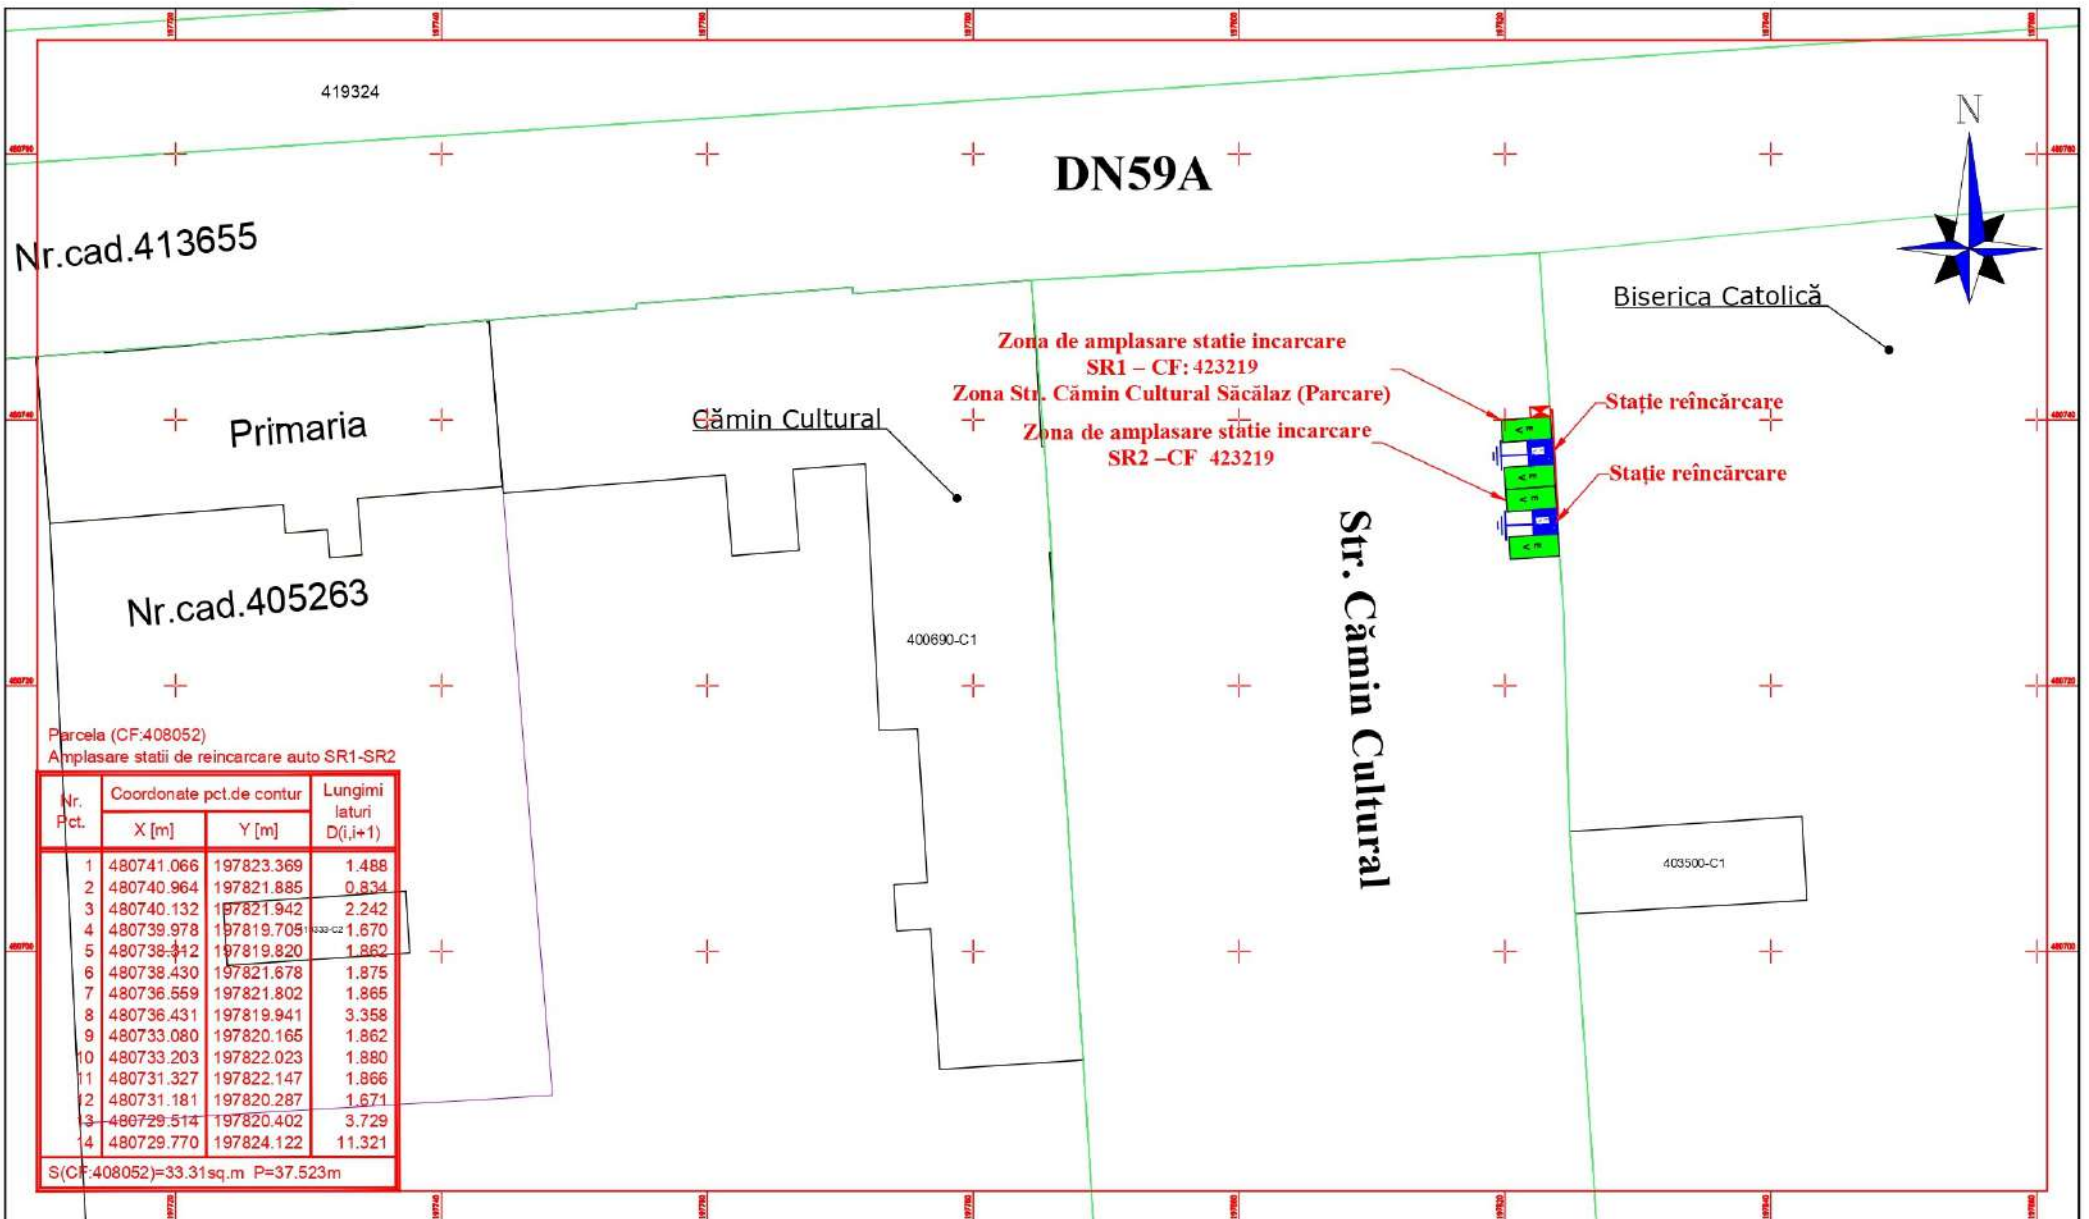 419324
N
DN59A
Nr.cad.413655
Biserica Catolică
Zona de amplasare statie incarcare
SR1 – CF: 423219
Zona Str. Cămin Cultural Săcălaz (Parcare)
Zona de amplasare statie incarcare
SR2 –CF 423219
Stație reîncărcare
Stație reîncărcare
Primaria
Cămin Cultural
Nr.cad.405263
Str. Cămin Cultural
400690-C1
403500-C1
480760
480760
480740
480740
480720
480720
480700
480700
E V
E V
E V
E V
Parcela (CF:408052)
Amplasare statii de reincarcare auto SR1-SR2
Nr. Pct. Coordonate pct.de contur Lungimi laturi D(i,i+1)
X [m] Y [m]
1 480741.066 197823.369 1.488
2 480740.964 197821.885 0.834
3 480740.132 197821.942 2.242
4 480739.978 197819.705 1.670
5 480738.312 197819.820 1.862
6 480738.430 197821.678 1.875
7 480736.559 197821.802 1.865
8 480736.431 197819.941 3.358
9 480733.080 197820.165 1.862
10 480733.203 197822.023 1.880
11 480731.327 197822.147 1.866
12 480731.181 197820.287 1.671
13 480729.514 197820.402 3.729
14 480729.770 197824.122 11.321
S(CF:408052)=33.31sq.m P=37.523m